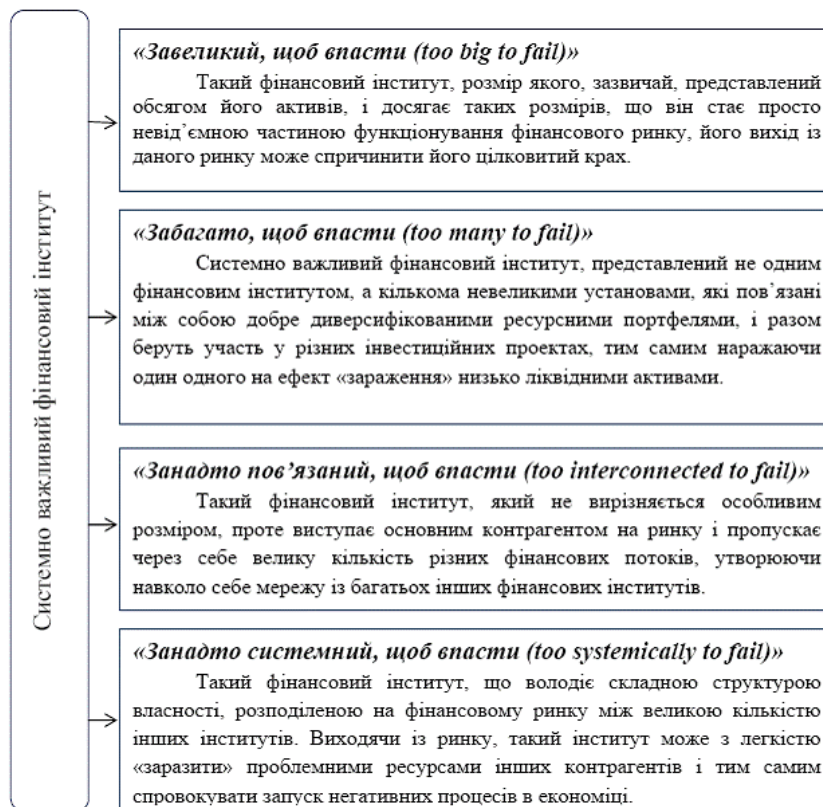 Системно важливий фінансовий інститут
«Завеликий, щоб впасти (too big to fail)»
Такий фінансовий інститут, розмір якого, зазвичай, представлений
обсягом його активів, і досягає таких розмірів, що він стає просто
невід’ємною частиною функціонування фінансового ринку, його вихід із
даного ринку може спричинити його цілковитий крах.
«Забагато, щоб впасти (too many to fail)»
Системно важливий фінансовий інститут, представлений не одним
фінансовим інститутом, а кількома невеликими установами, які пов’язані
між собою добре диверсифікованими ресурсними портфелями, і разом
беруть участь у різних інвестиційних проектах, тим самим наражаючи
один одного на ефект «зараження» низько ліквідними активами.
«Занадто пов’язаний, щоб впасти (too interconnected to fail)»
Такий фінансовий інститут, який не вирізняється особливим
розміром, проте виступає основним контрагентом на ринку і пропускає
через себе велику кількість різних фінансових потоків, утворюючи
навколо себе мережу із багатьох інших фінансових інститутів.
«Занадто системний, щоб впасти (too systemically to fail)»
Такий фінансовий інститут, що володіє складною структурою
власності, розподіленою на фінансовому ринку між великою кількістю
інших інститутів. Виходячи із ринку, такий інститут може з легкістю
«заразити» проблемними ресурсами інших контрагентів і тим самим
спровокувати запуск негативних процесів в економіці.